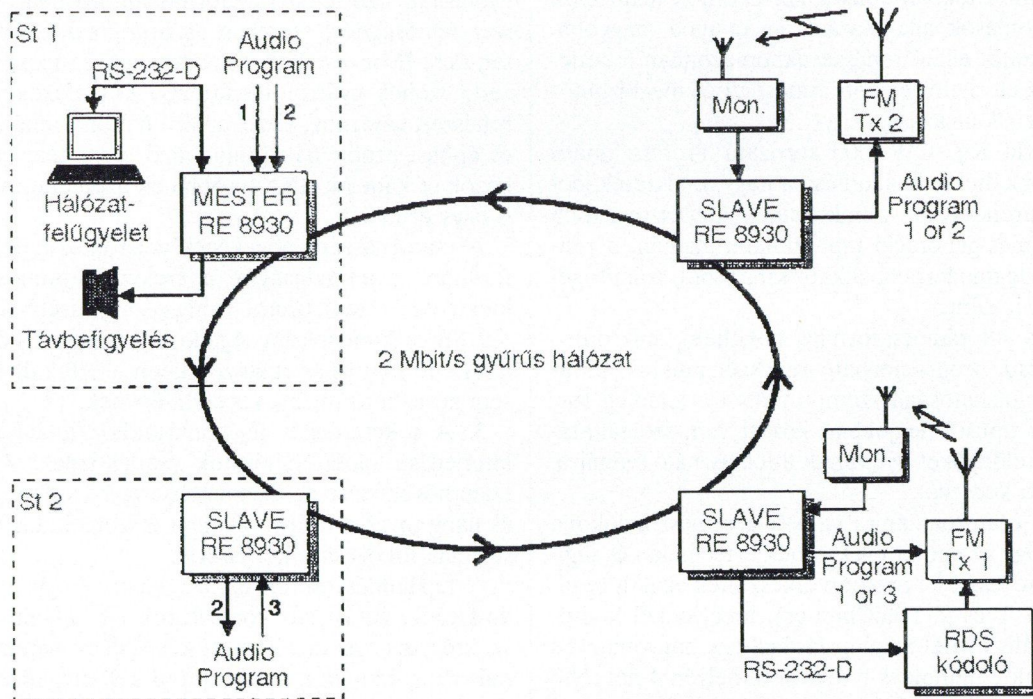 St 1
RS-232-D
Audio
Program
1
2
MESTER
RE 8930
Hálózat-
felügyelet
Távbefigyelés
Mon.
FM
Tx 2
SLAVE
RE 8930
Audio
Program
1 or 2
2 Mbit/s gyűrűs hálózat
St 2
SLAVE
RE 8930
2
3
Audio
Program
Mon.
SLAVE
RE 8930
Audio
Program
1 or 3
FM
Tx 1
RS-232-D
RDS
kódoló